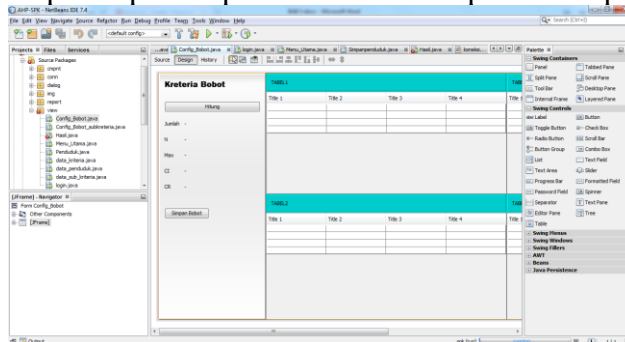 AHP-SPK - NetBeans IDE 7.4
File Edit View Navigate Source Refactor Run Debug Profile Team Tools Window Help
Search (Ctrl+I)
<default config>
Projects Files Services
Source Packages
cmpnt
conn
dialog
img
report
view
Config_Bobot.java
Config_Bobot_subkreteria.java
Hasil.java
Menu_Utama.java
Penduduk.java
data_kriteria.java
data_penduduk.java
data_sub_kriteria.java
login.java
[JFrame] - Navigator
Form Config_Bobot
Other Components
[JFrame]
Config_Bobot.java login.java Menu_Utama.java Simpanpenduduk.java Hasil.java
Source Design History
Kreteria Bobot
Hitung
Jumlah -
N -
Max -
CI -
CR -
Simpan Bobot
TABEL1
Title 1 Title 2 Title 3 Title 4
TABEL2
Title 1 Title 2 Title 3 Title 4
Palette
Swing Containers
Panel Tabbed Pane
Split Pane Scroll Pane
Tool Bar Desktop Pane
Internal Frame Layered Pane
Swing Controls
Label Button
Toggle Button Check Box
Radio Button
Button Group Combo Box
List Text Field
Text Area Slider
Progress Bar Formatted Field
Password Field Spinner
Separator Text Pane
Editor Pane Tree
Table
Swing Menus
Swing Windows
Swing Fillers
AWT
Beans
Java Persistence
Output